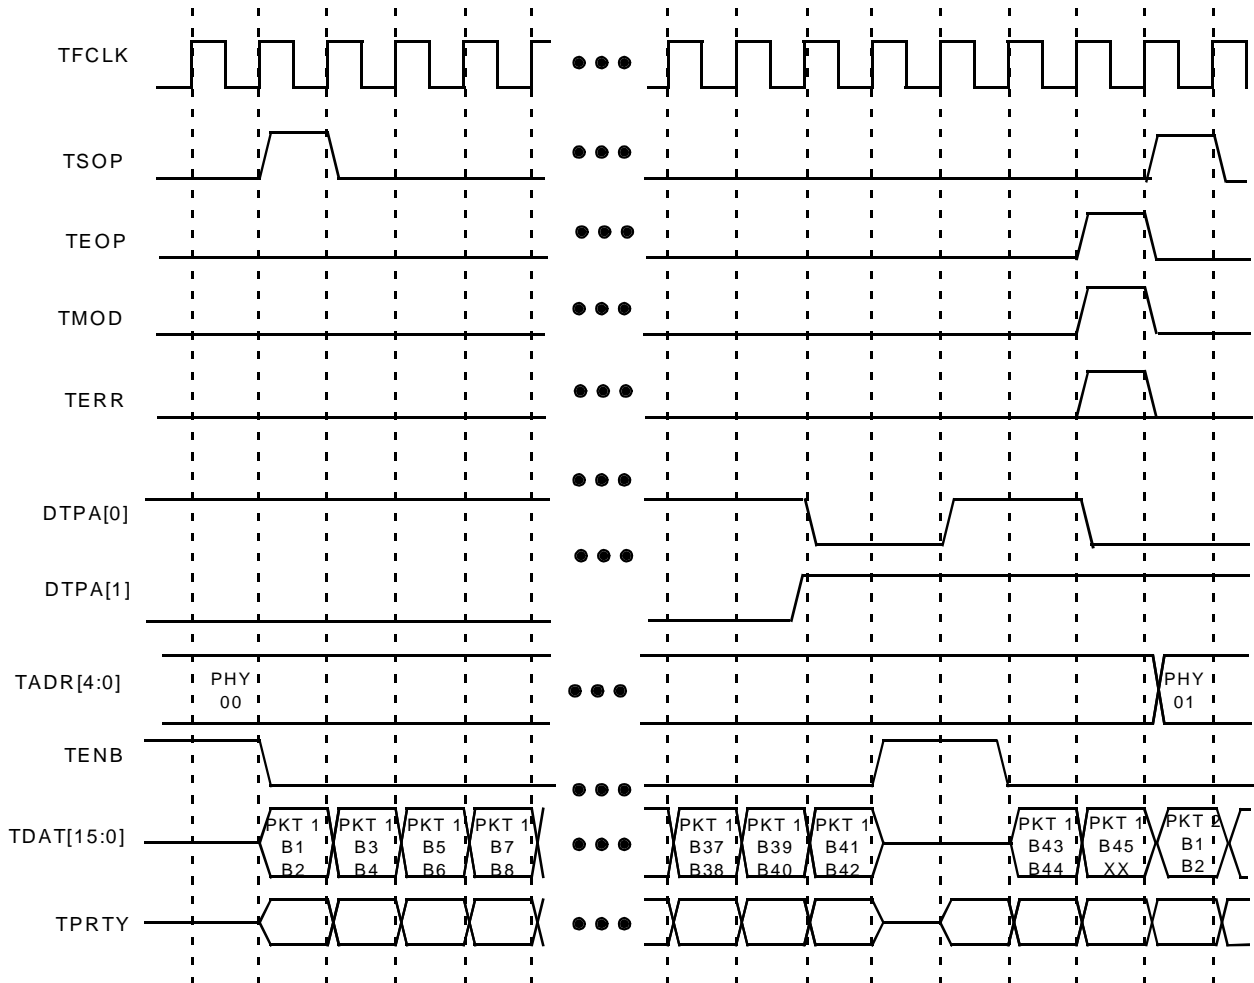 TFCLK
TSOP
TEOP
TMOD
TERR
DTPA[0]
DTPA[1]
TADR[4:0]
PHY
00
PHY
01
TENB
TDAT[15:0]
PKT 1
B1
B2
PKT 1
B3
B4
PKT 1
B5
B6
PKT 1
B7
B8
PKT 1
B37
B38
PKT 1
B39
B40
PKT 1
B41
B42
PKT 1
B43
B44
PKT 1
B45
XX
PKT 2
B1
B2
TPRTY